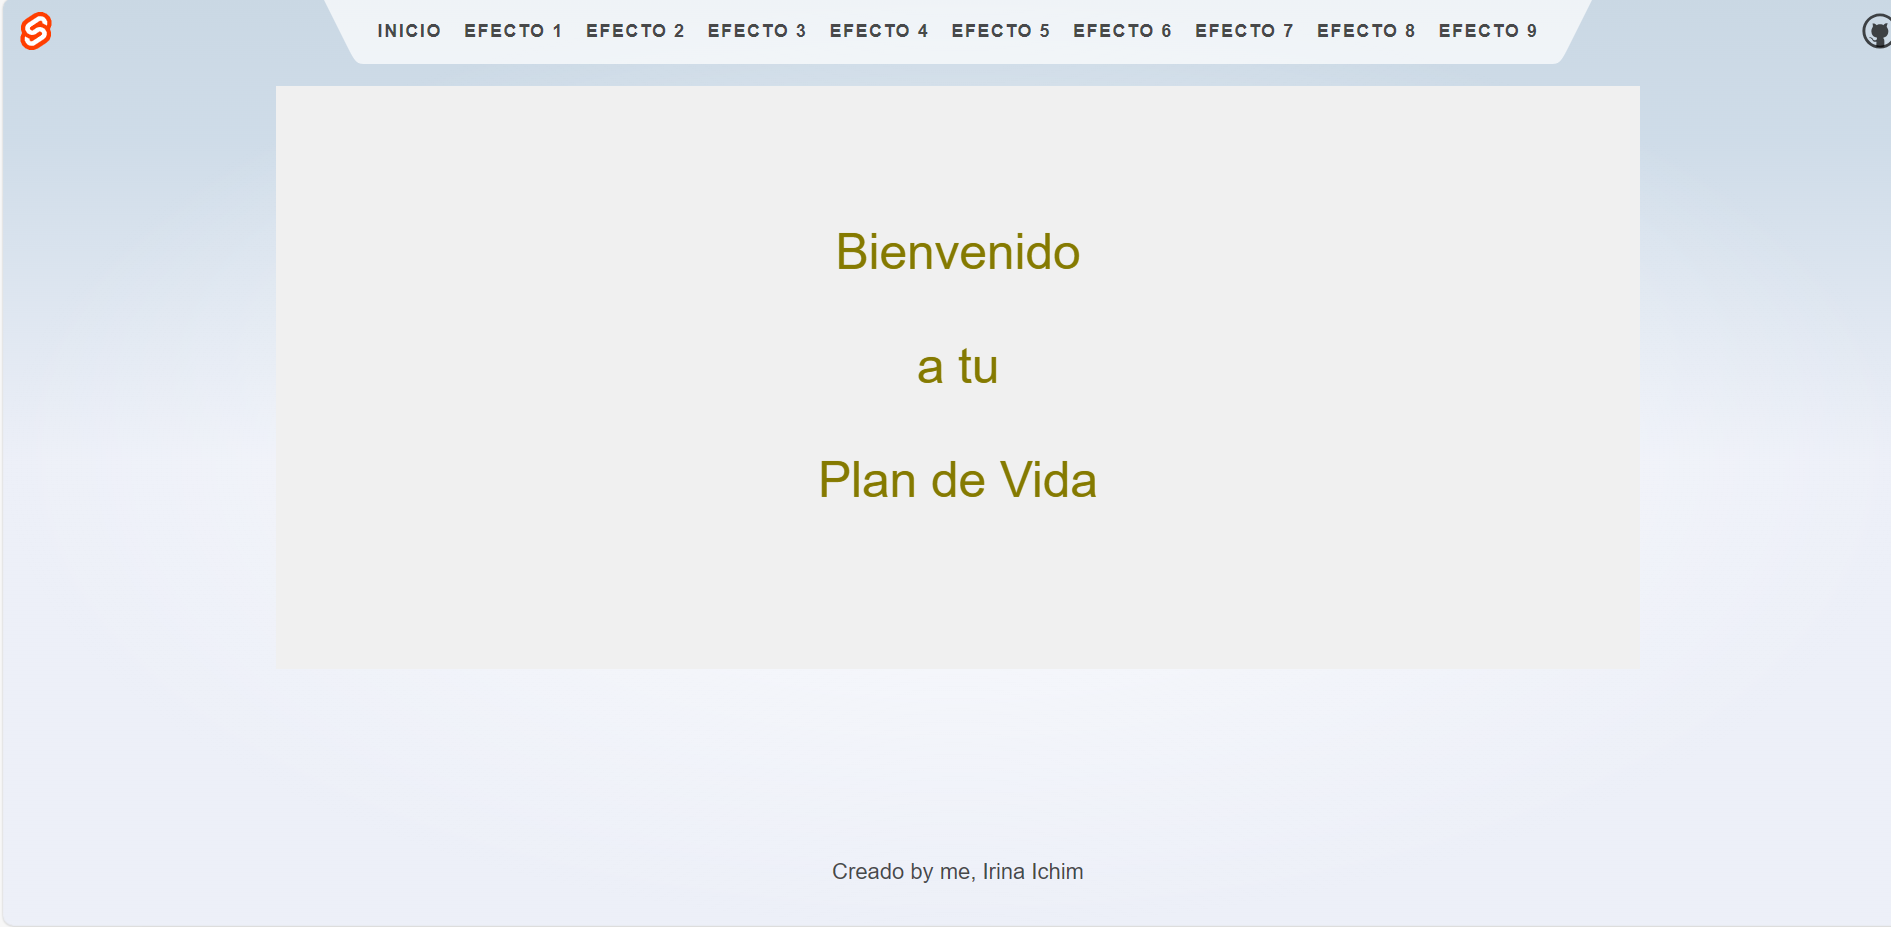 INICIO EFECTO 1 EFECTO 2 EFECTO 3 EFECTO 4 EFECTO 5 EFECTO 6 EFECTO 7 EFECTO 8 EFECTO 9
Bienvenido
a tu
Plan de Vida
Creado by me, Irina Ichim